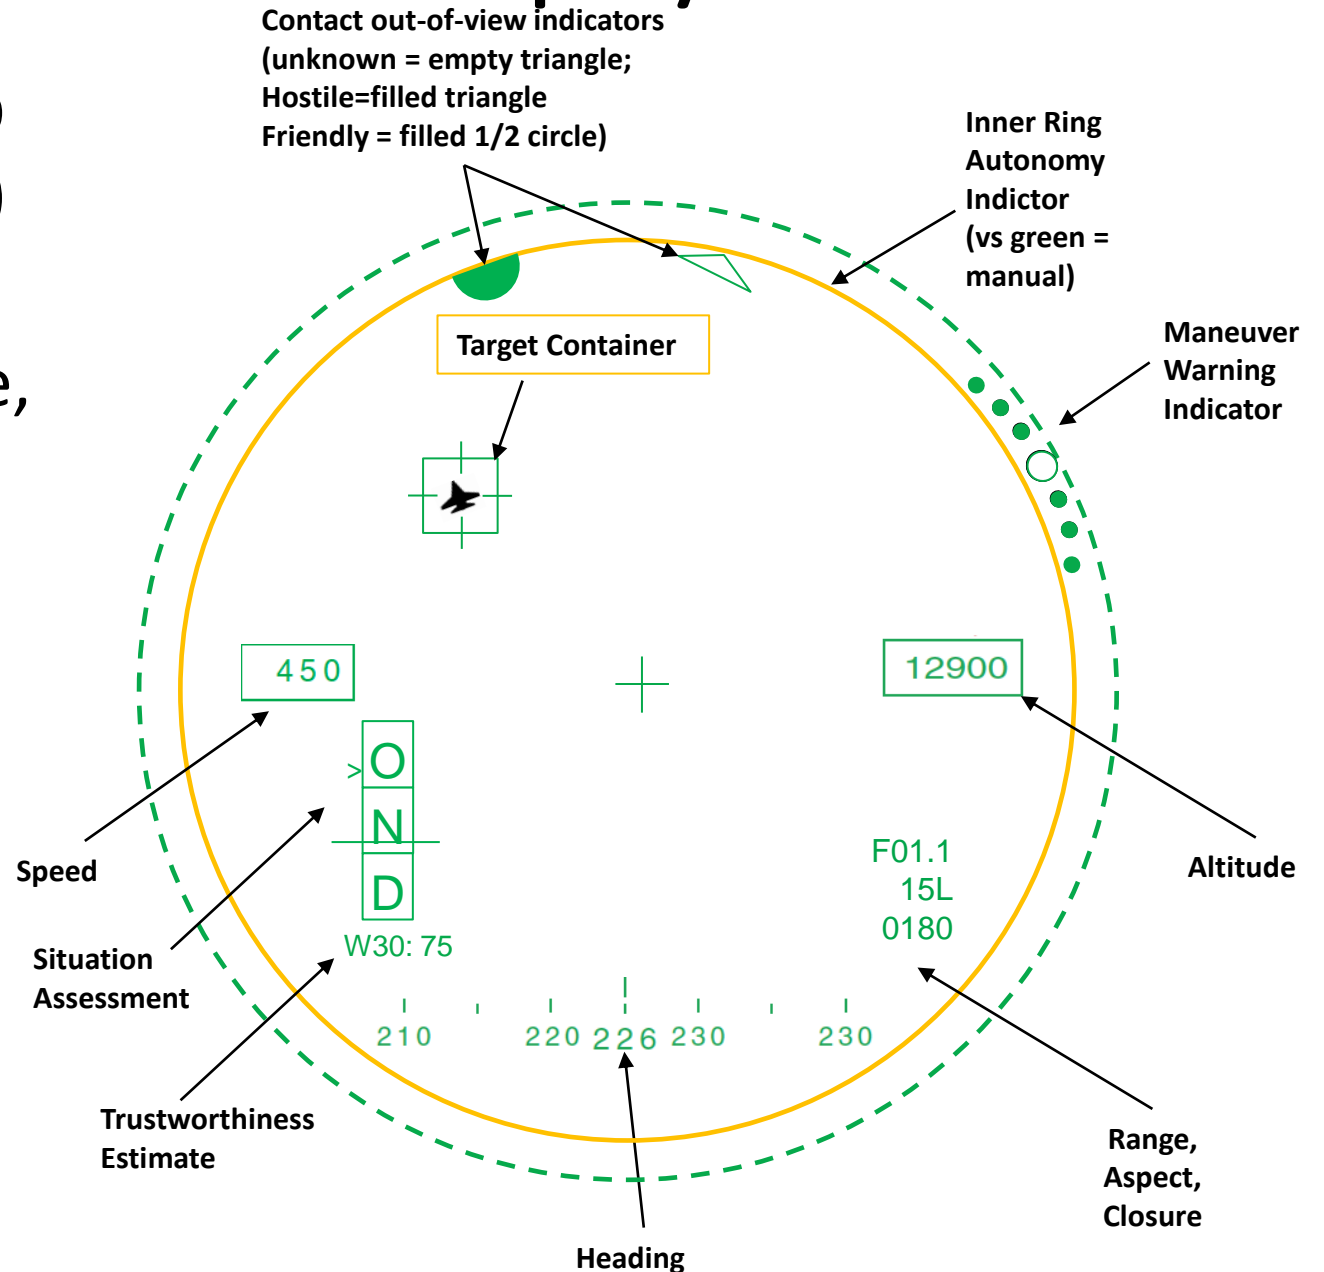 Contact out-of-view indicators
(unknown = empty triangle;
Hostile=filled triangle
Friendly = filled 1/2 circle)
Inner Ring
Autonomy
Indictor
(vs green =
manual)
Maneuver
Warning
Indicator
e,
Target Container
450
12900
>
O
N
D
W30: 75
F01.1
15L
0180
Speed
Altitude
Situation
Assessment
210 220 226 230 230
Trustworthiness
Estimate
Range,
Aspect,
Closure
Heading